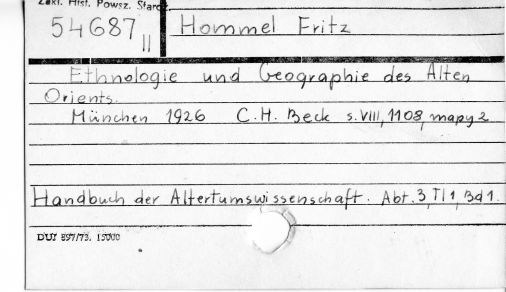 Zakł. Hist. Powsz. Staroż.
54687 II
Hommel Fritz
Ethnologie und Geographie des Alten
Orients.
München 1926 C.H. Beck s. VIII, 1108, mapy 2
Handbuch der Altertumswissenschaft. Abt. 3, Tl 1, Bd 1.
DUJ 897/73. 15000